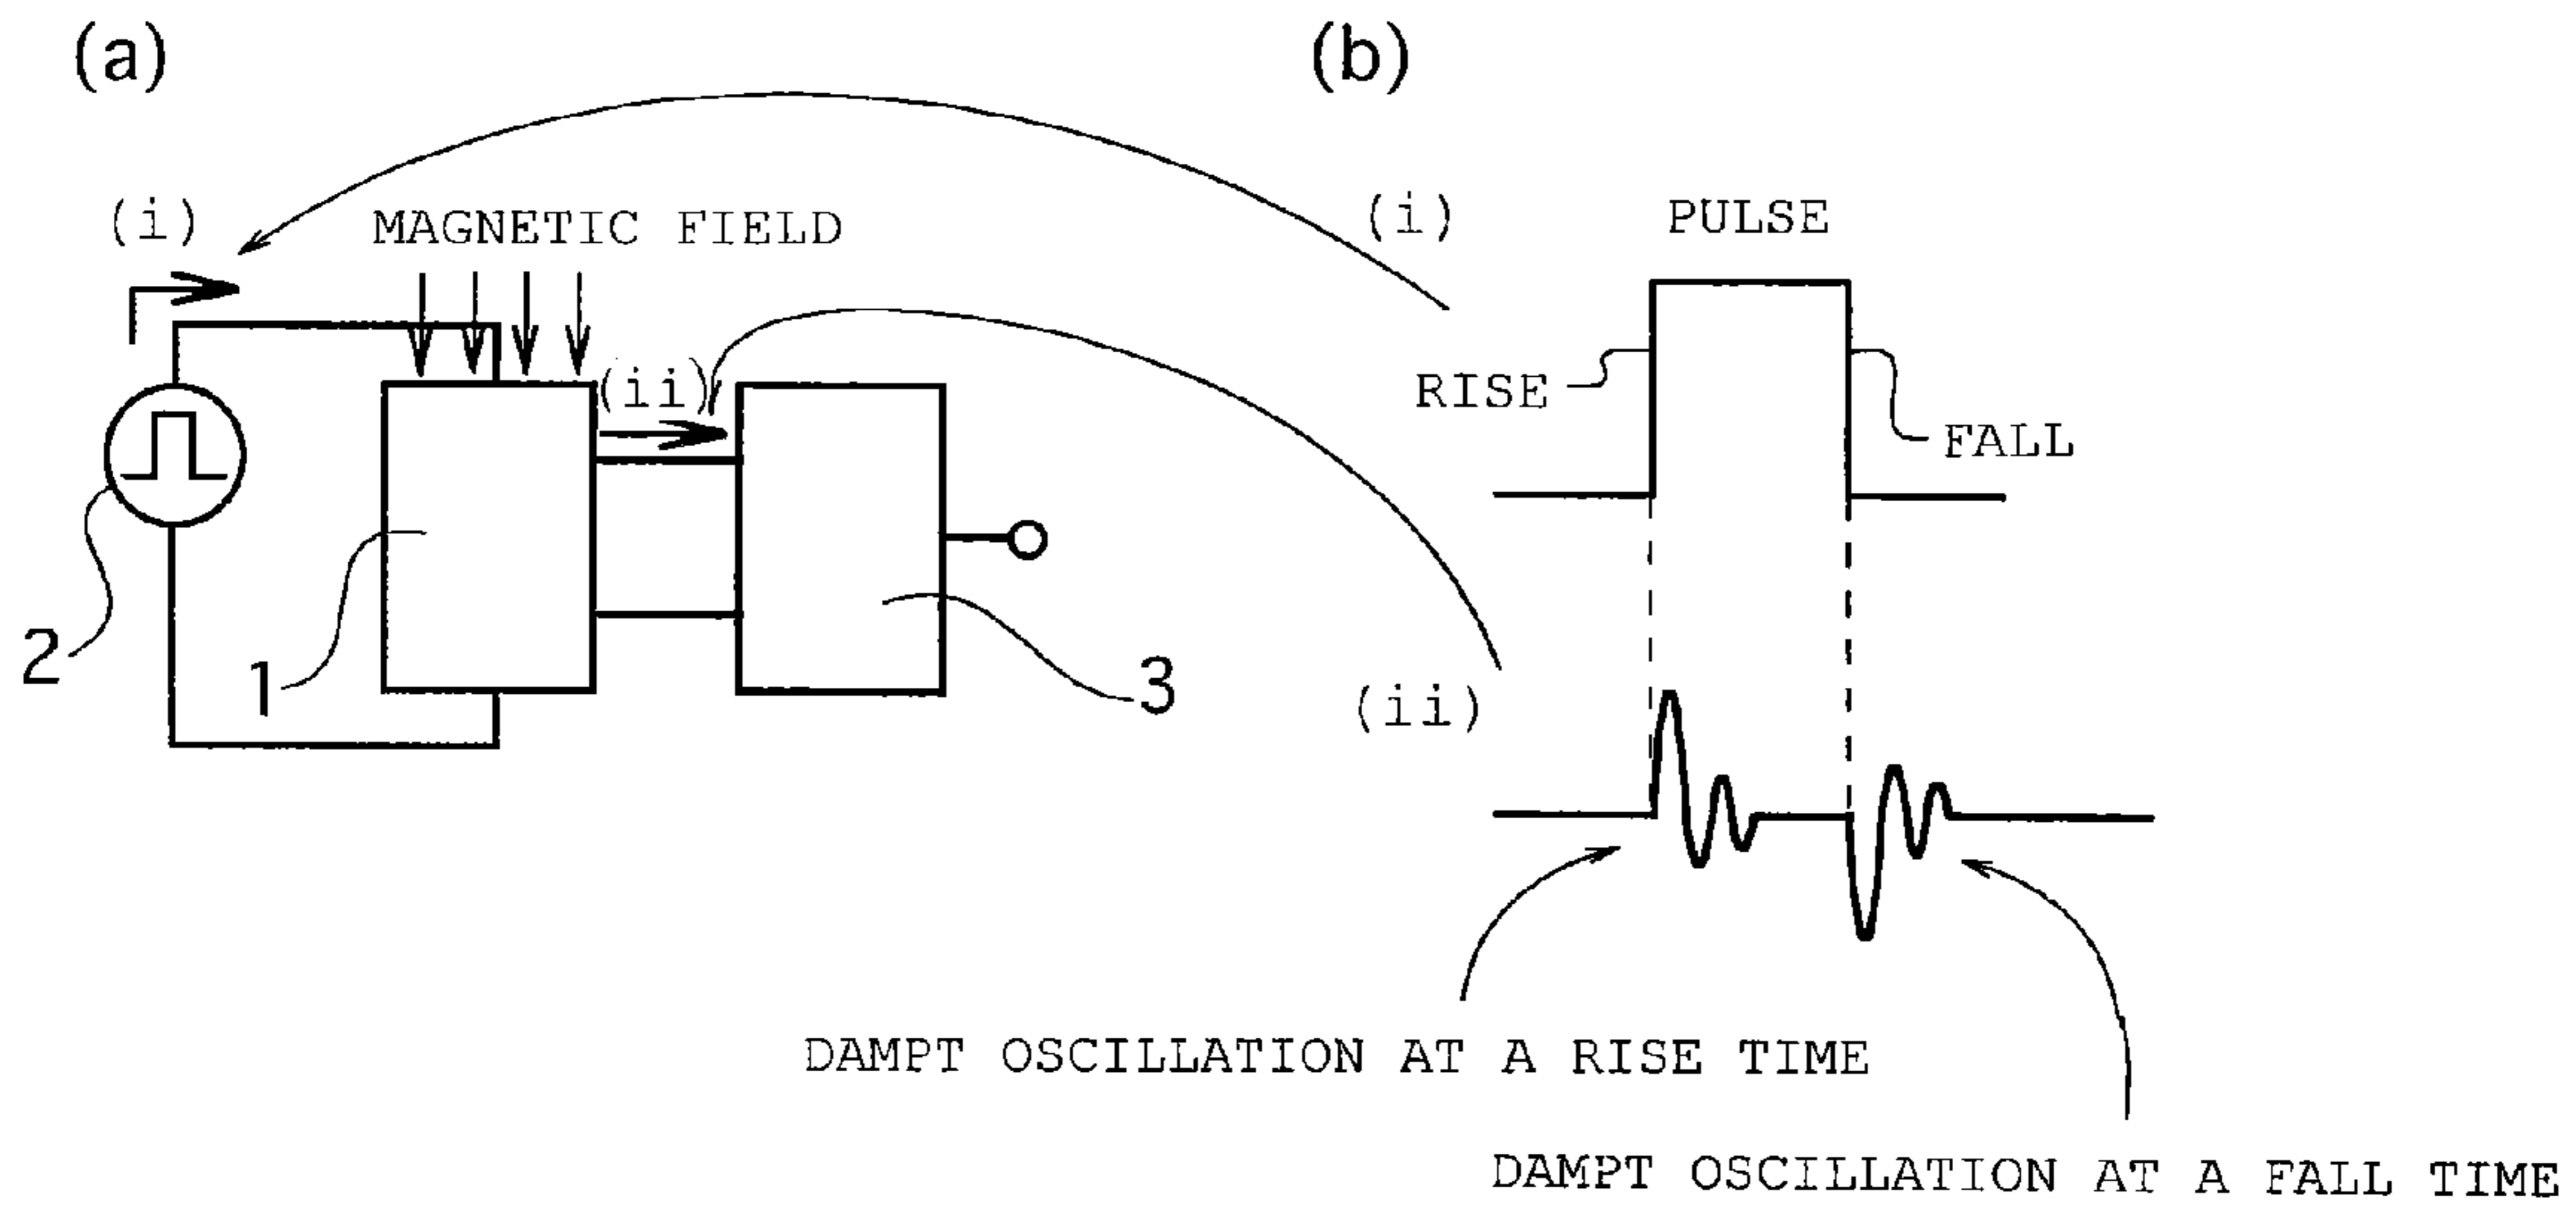 (a)
(b)
(i)
MAGNETIC FIELD
(i)
PULSE
(ii)
RISE
FALL
2
1
3
(ii)
DAMPT OSCILLATION AT A RISE TIME
DAMPT OSCILLATION AT A FALL TIME